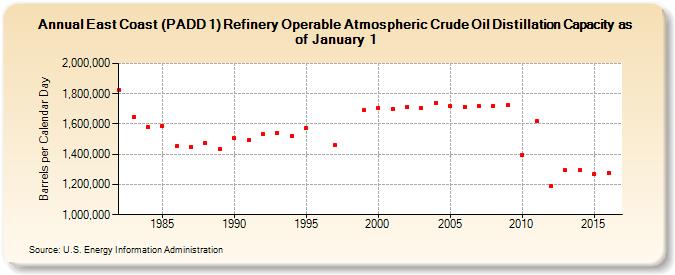 Annual East Coast (PADD 1) Refinery Operable Atmospheric Crude Oil Distillation Capacity as
of January 1
Barrels per Calendar Day
2,000,000
1,800,000
1,600,000
1,400,000
1,200,000
1,000,000
1985 1990 1995 2000 2005 2010 2015
Source: U.S. Energy Information Administration